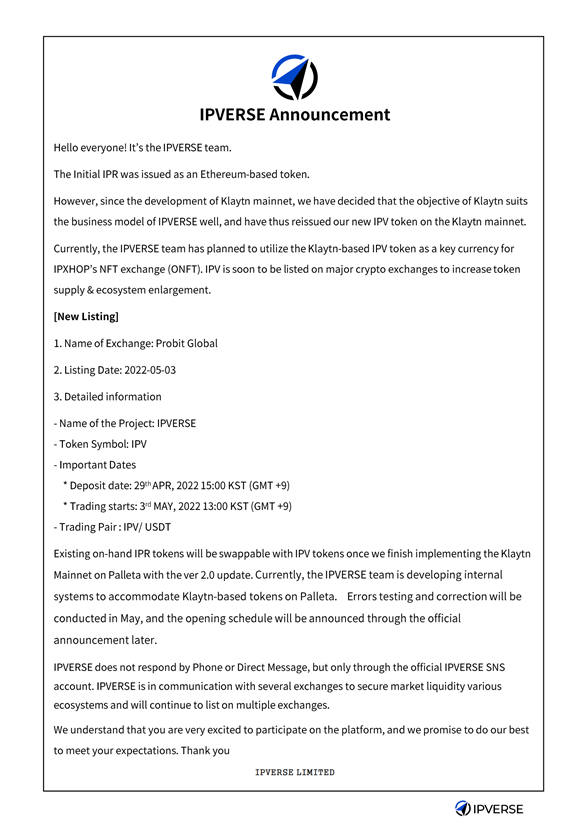 IPVERSE Announcement
Hello everyone! It's the IPVERSE team.
The Initial IPR was issued as an Ethereum-based token.
However, since the development of Klaytn mainnet, we have decided that the objective of Klaytn suits
the business model of IPVERSE well, and have thus reissued our new IPV token on the Klaytn mainnet.
Currently, the IPVERSE team has planned to utilize the Klaytn-based IPV token as a key currency for
IPXHOP's NFT exchange (ONFT). IPV is soon to be listed on major crypto exchanges to increase token
supply & ecosystem enlargement.
[New Listing]
1. Name of Exchange: Probit Global
2. Listing Date: 2022-05-03
3. Detailed information
- Name of the Project: IPVERSE
- Token Symbol: IPV
- Important Dates
* Deposit date: 29th APR, 2022 15:00 KST (GMT +9)
* Trading starts: 3rd MAY, 2022 13:00 KST (GMT +9)
- Trading Pair : IPV/ USDT
Existing on-hand IPR tokens will be swappable with IPV tokens once we finish implementing the Klaytn
Mainnet on Palleta with the ver 2.0 update. Currently, the IPVERSE team is developing internal
systems to accommodate Klaytn-based tokens on Palleta. Errors testing and correction will be
conducted in May, and the opening schedule will be announced through the official
announcement later.
IPVERSE does not respond by Phone or Direct Message, but only through the official IPVERSE SNS
account. IPVERSE is in communication with several exchanges to secure market liquidity various
ecosystems and will continue to list on multiple exchanges.
We understand that you are very excited to participate on the platform, and we promise to do our best
to meet your expectations. Thank you
IPVERSE LIMITED
IPVERSE